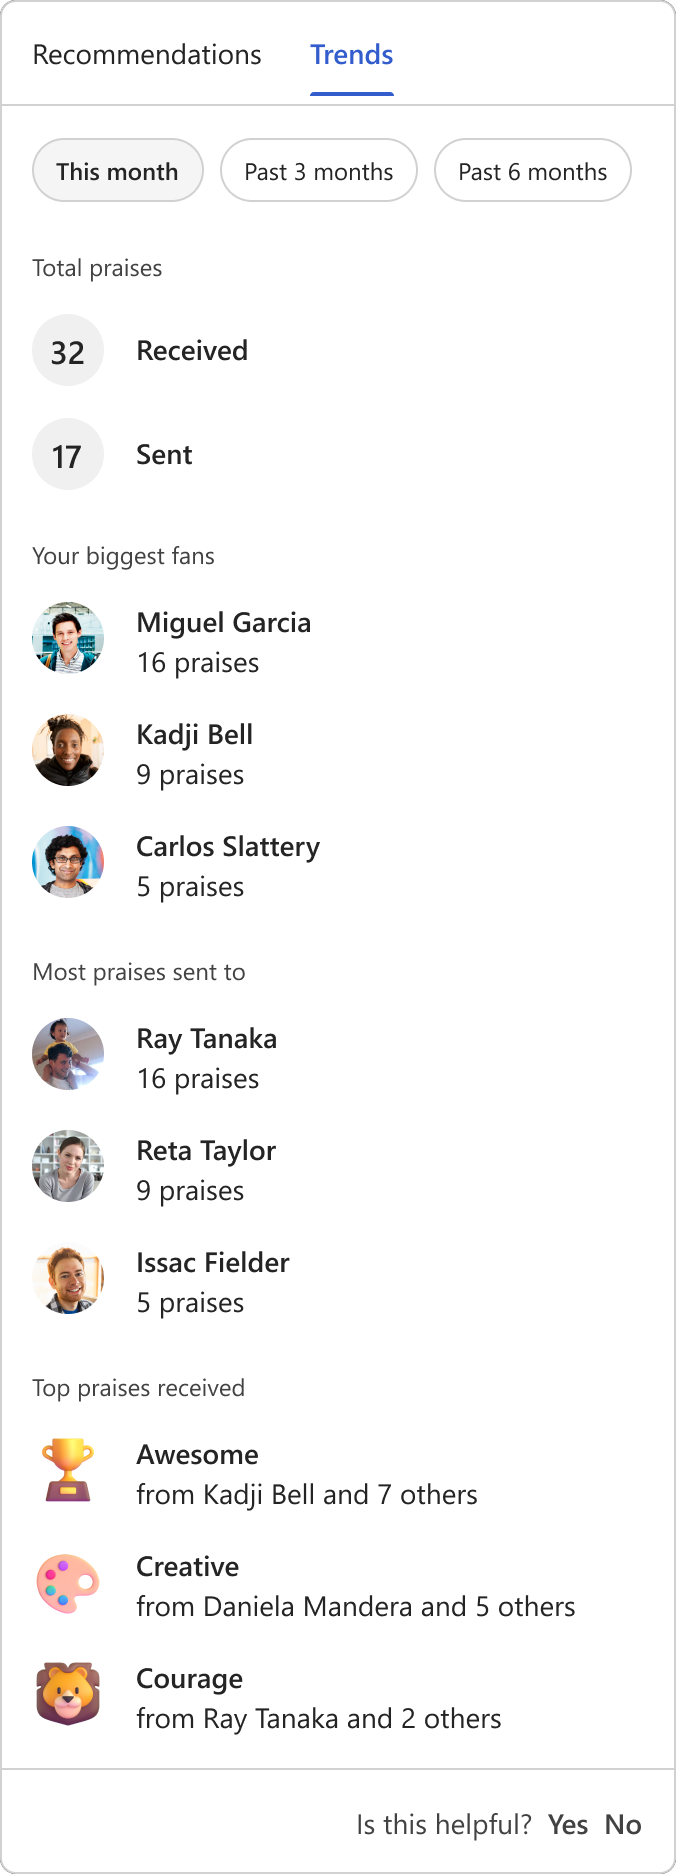 Recommendations Trends
This month Past 3 months Past 6 months
Total praises
32 Received
17 Sent
Your biggest fans
Miguel Garcia
16 praises
Kadji Bell
9 praises
Carlos Slattery
5 praises
Most praises sent to
Ray Tanaka
16 praises
Reta Taylor
9 praises
Issac Fielder
5 praises
Top praises received
Awesome
from Kadji Bell and 7 others
Creative
from Daniela Mandera and 5 others
Courage
from Ray Tanaka and 2 others
Is this helpful? Yes No